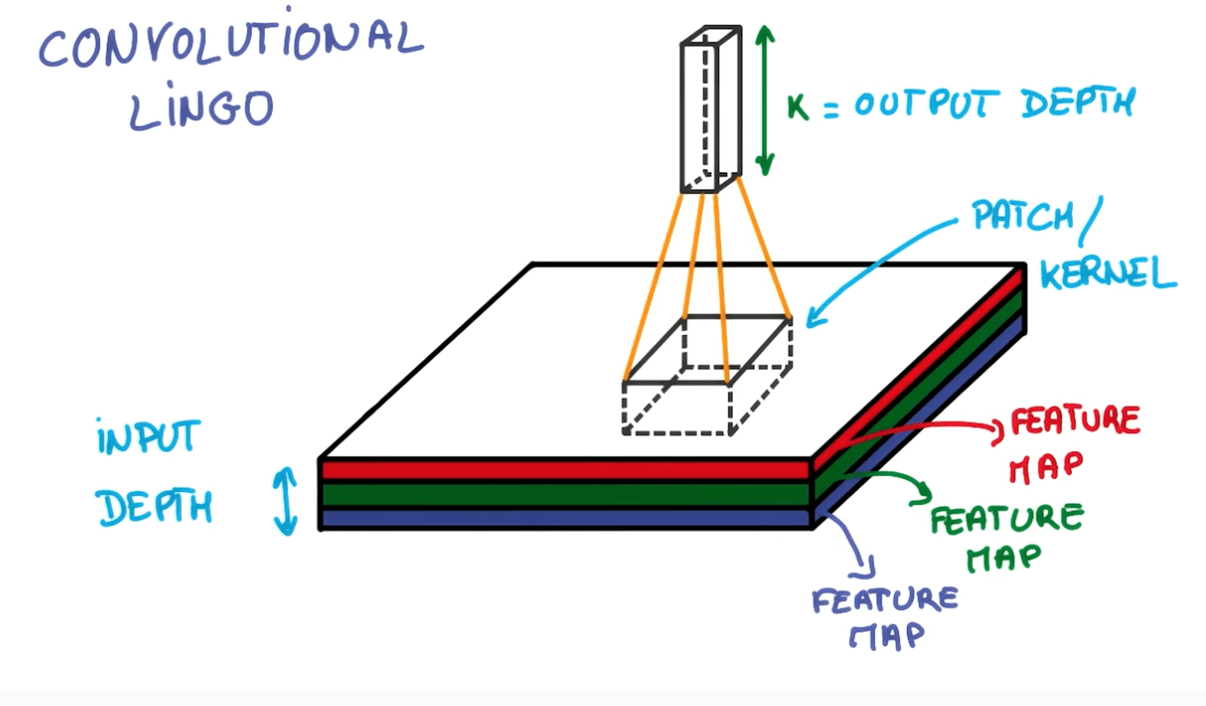 CONVOLUTIONAL
LINGO
K = OUTPUT DEPTH
PATCH/
KERNEL
INPUT
DEPTH
FEATURE
MAP
FEATURE
MAP
FEATURE
MAP